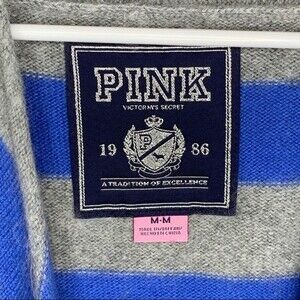 PINK
VICTORIA'S SECRET
19 86
P
A TRADITION OF EXCELLENCE
M-M